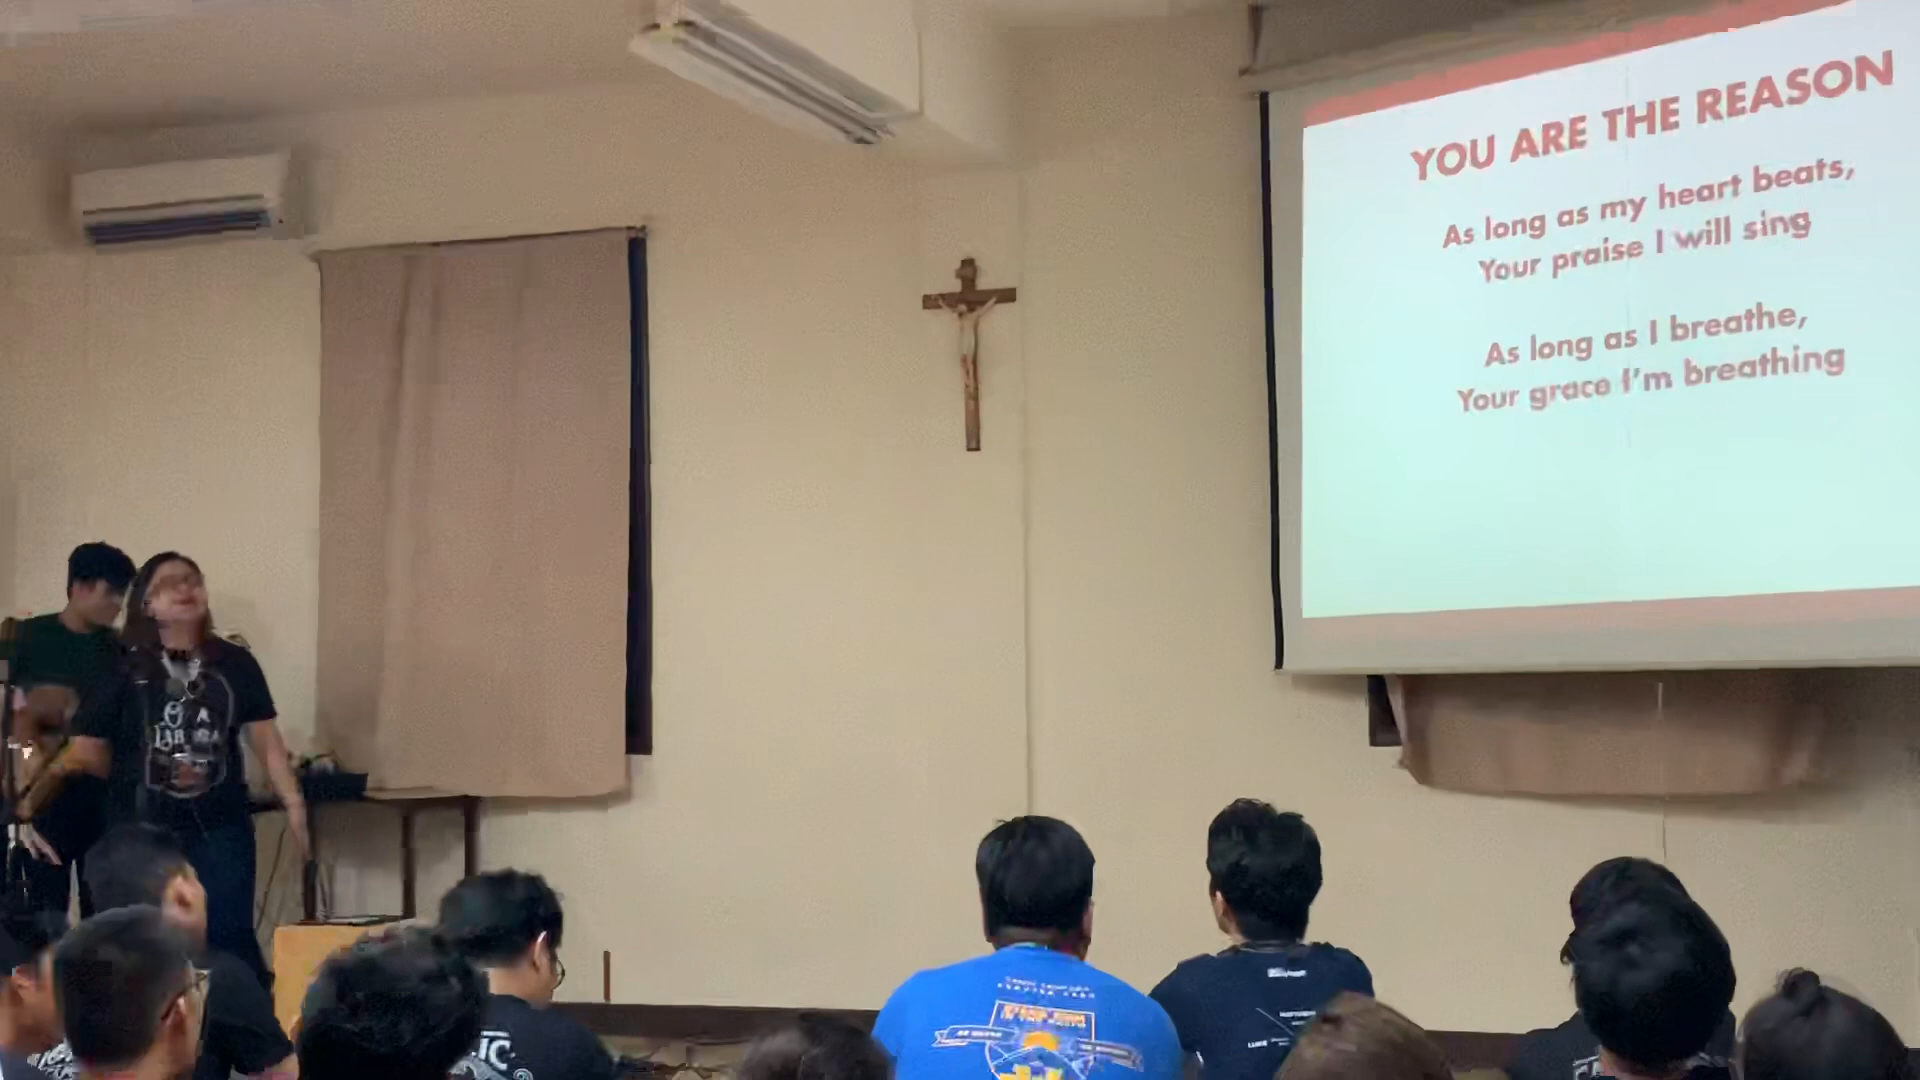 YOU ARE THE REASON
As long as my heart beats,
Your praise I will sing
As long as I breathe,
Your grace I'm breathing